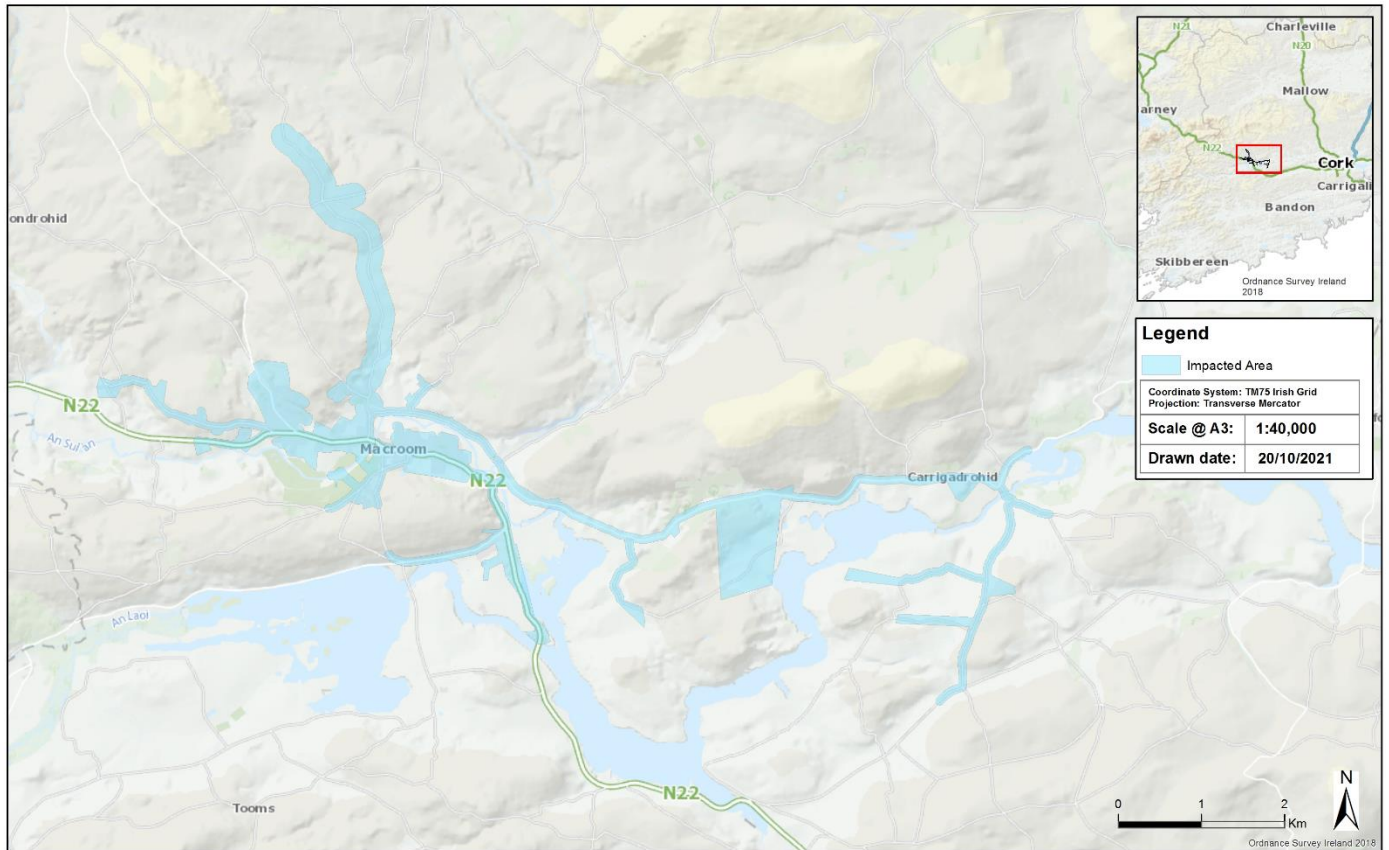 N21
Charleville
N20
Mallow
arney
N22
Cork
Carrigali
Bandon
Skibbereen
Ordnance Survey Ireland
2018
Legend
Impacted Area
Coordinate System: TM75 Irish Grid
Projection: Transverse Mercator
Scale @ A3: 1:40,000
Drawn date: 20/10/2021
ondrohid
N22
An Sulán
Macroom
N22
Carrigadrohid
An Laoi
Tooms
N22
0 1 2
Km
N
Ordnance Survey Ireland 2018